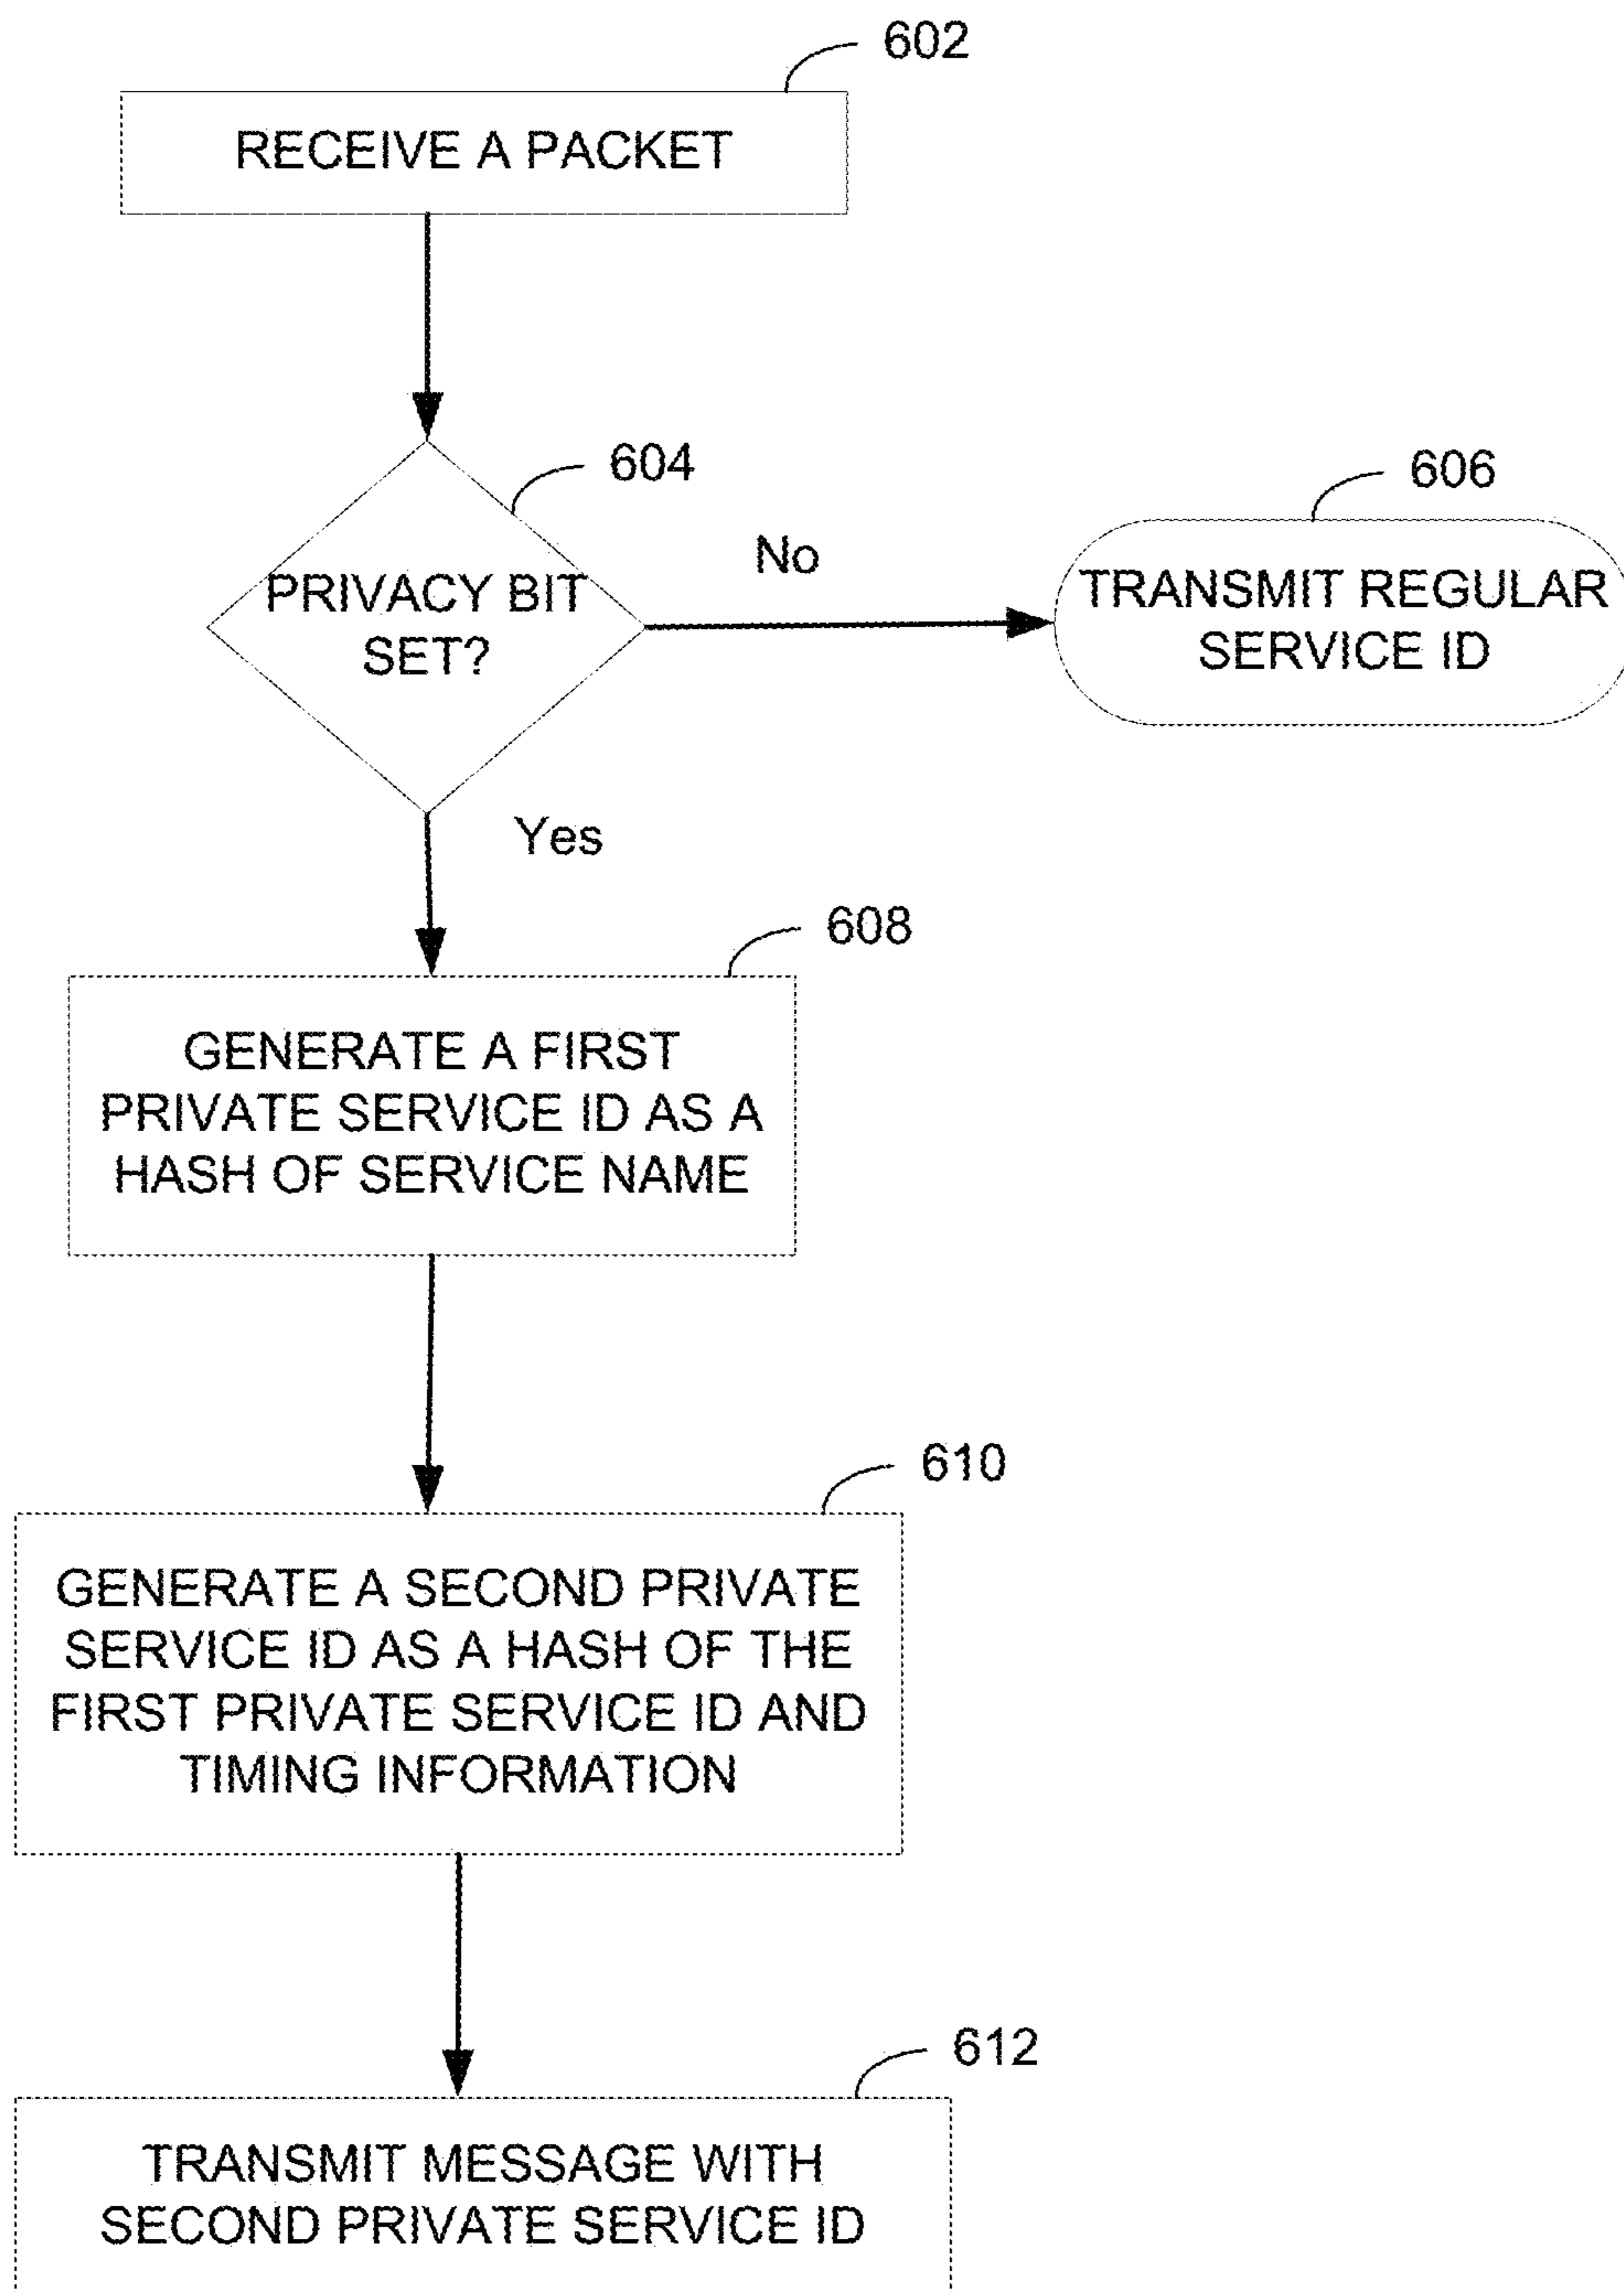 602
RECEIVE A PACKET
604
PRIVACY BIT
SET?
No
606
TRANSMIT REGULAR
SERVICE ID
Yes
608
GENERATE A FIRST
PRIVATE SERVICE ID AS A
HASH OF SERVICE NAME
610
GENERATE A SECOND PRIVATE
SERVICE ID AS A HASH OF THE
FIRST PRIVATE SERVICE ID AND
TIMING INFORMATION
612
TRANSMIT MESSAGE WITH
SECOND PRIVATE SERVICE ID